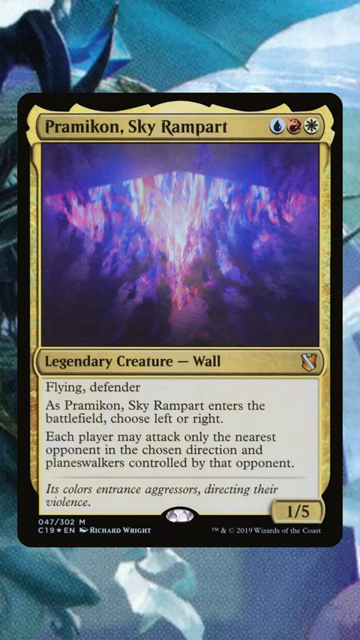 Pramikon, Sky Rampart
Legendary Creature — Wall
Flying, defender
As Pramikon, Sky Rampart enters the
battlefield, choose left or right.
Each player may attack only the nearest
opponent in the chosen direction and
planeswalkers controlled by that opponent.
Its colors entrance aggressors, directing their
violence.
1/5
047/302 M
C19★EN Richard Wright
™ & © 2019 Wizards of the Coast